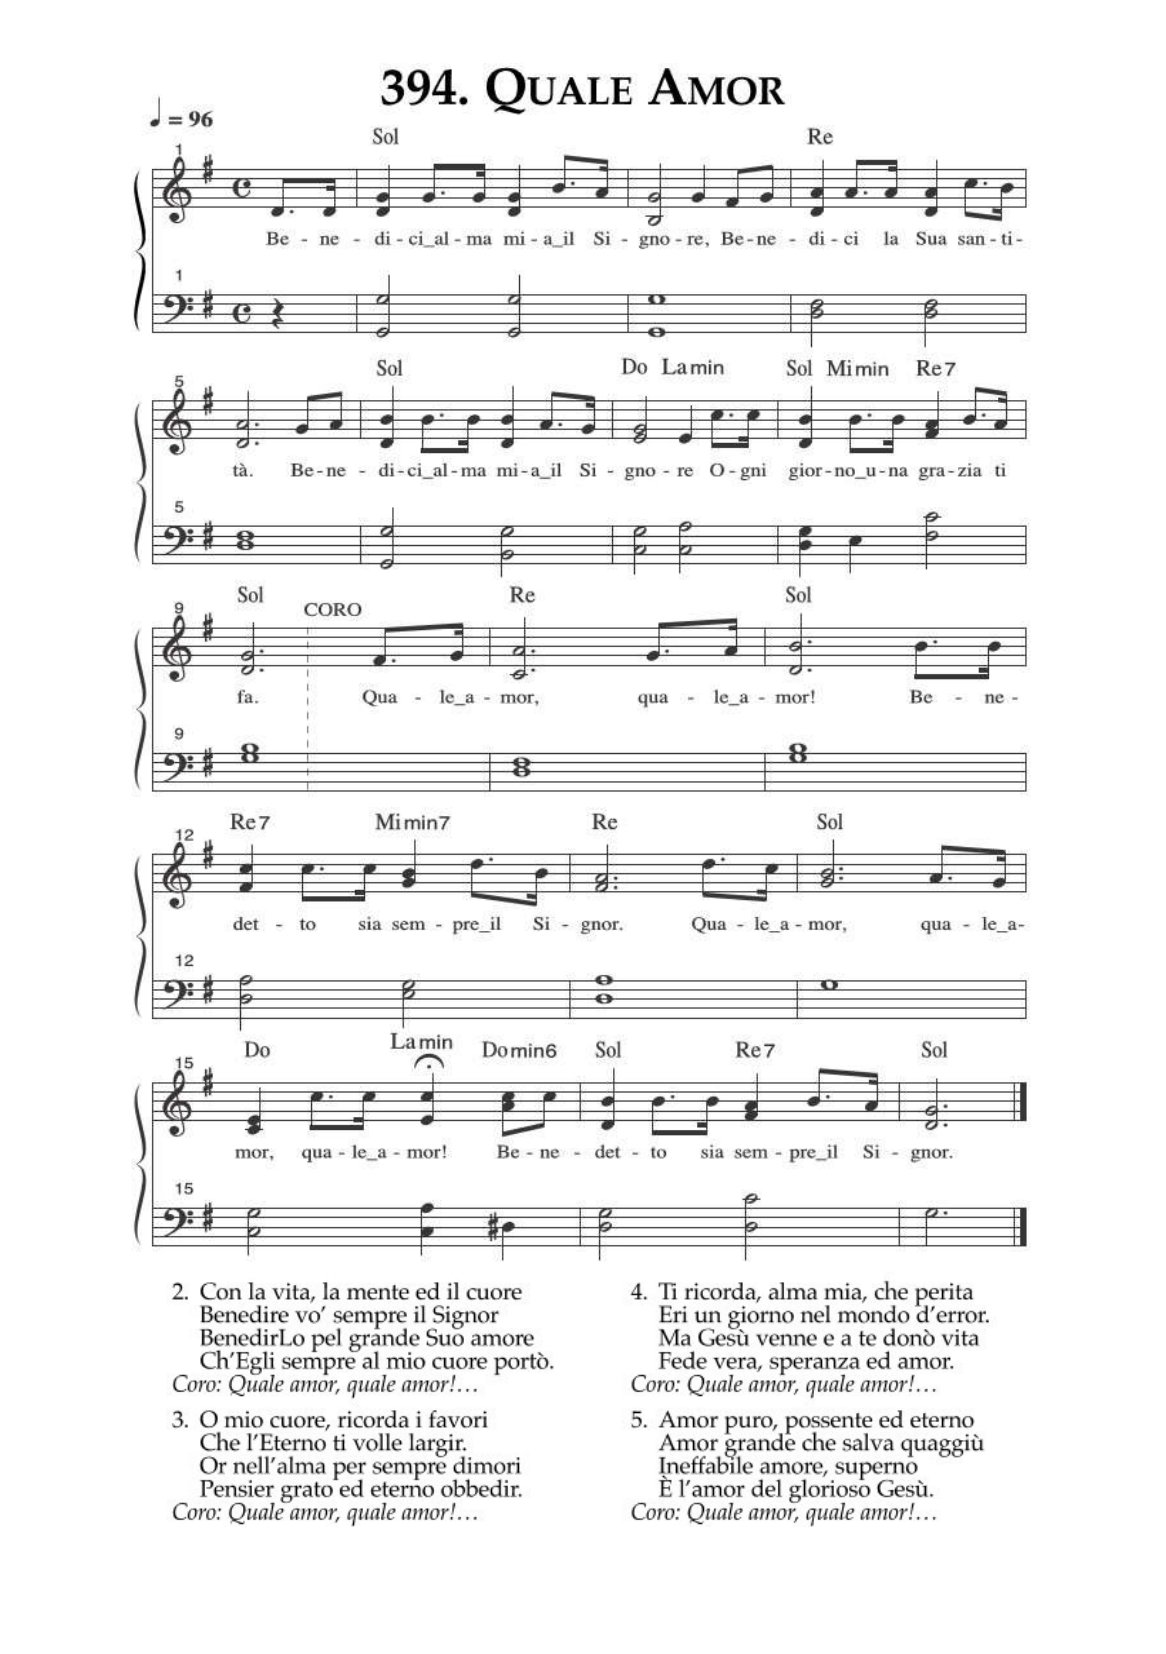 394. QUALE AMOR
♩ = 96
Sol Re
1
Be - ne - di - ci_al - ma mi - a_il Si - gno - re, Be - ne - di - ci la Sua san - ti -
1
Sol Do Lamin Sol Mimin Re7
5
tà. Be - ne - di - ci_al - ma mi - a_il Si - gno - re O - gni gior - no_u - na gra - zia ti
5
Sol CORO Re Sol
9
fa. Qua - le_a - mor, qua - le_a - mor! Be - ne -
9
Re7 Mimin7 Re Sol
12
det - to sia sem - pre_il Si - gnor. Qua - le_a - mor, qua - le_a-
12
Do Lamin Domin6 Sol Re7 Sol
15
mor, qua - le_a - mor! Be - ne - det - to sia sem - pre_il Si - gnor.
15
2. Con la vita, la mente ed il cuore
Benedire vo’ sempre il Signor
BenedirLo pel grande Suo amore
Ch’Egli sempre al mio cuore portò.
Coro: Quale amor, quale amor!…
3. O mio cuore, ricorda i favori
Che l’Eterno ti volle largir.
Or nell’alma per sempre dimori
Pensier grato ed eterno obbedir.
Coro: Quale amor, quale amor!…
4. Ti ricorda, alma mia, che perita
Eri un giorno nel mondo d’error.
Ma Gesù venne e a te donò vita
Fede vera, speranza ed amor.
Coro: Quale amor, quale amor!…
5. Amor puro, possente ed eterno
Amor grande che salva quaggiù
Ineffabile amore, superno
È l’amor del glorioso Gesù.
Coro: Quale amor, quale amor!…